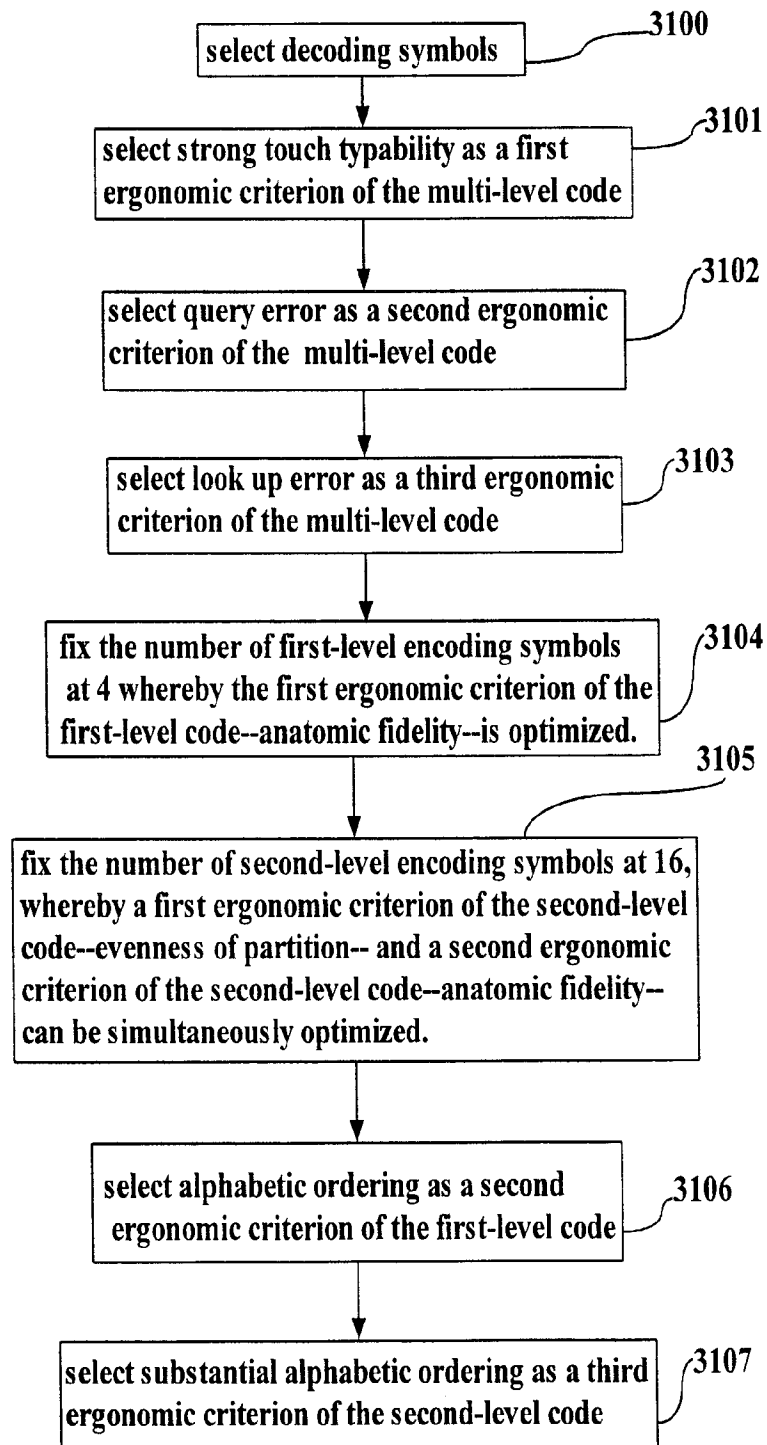 3100
select decoding symbols
3101
select strong touch typability as a first
ergonomic criterion of the multi-level code
3102
select query error as a second ergonomic
criterion of the multi-level code
3103
select look up error as a third ergonomic
criterion of the multi-level code
3104
fix the number of first-level encoding symbols
at 4 whereby the first ergonomic criterion of the
first-level code--anatomic fidelity--is optimized.
3105
fix the number of second-level encoding symbols at 16,
whereby a first ergonomic criterion of the second-level
code--evenness of partition-- and a second ergonomic
criterion of the second-level code--anatomic fidelity--
can be simultaneously optimized.
select alphabetic ordering as a second
ergonomic criterion of the first-level code
3106
select substantial alphabetic ordering as a third
ergonomic criterion of the second-level code
3107